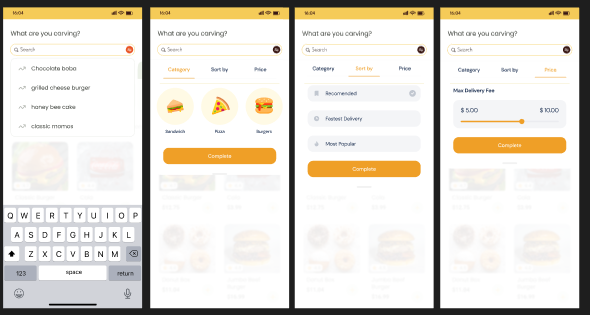 16:04
What are you carving?
Search
Chocolate bobo
grilled cheese burger
honey bee cake
classic momos
Q W E R T Y U I O P
A S D F G H J K L
Z X C V B N M
123 space return
16:04
What are you carving?
Search
Category Sort by Price
Sandwich Pizza Burgers
Complete
16:04
What are you carving?
Search
Category Sort by Price
Recomended
Fastest Delivery
Most Popular
Complete
16:04
What are you carving?
Search
Category Sort by Price
Max Delivery Fee
$ 5.00 $ 10.00
Complete